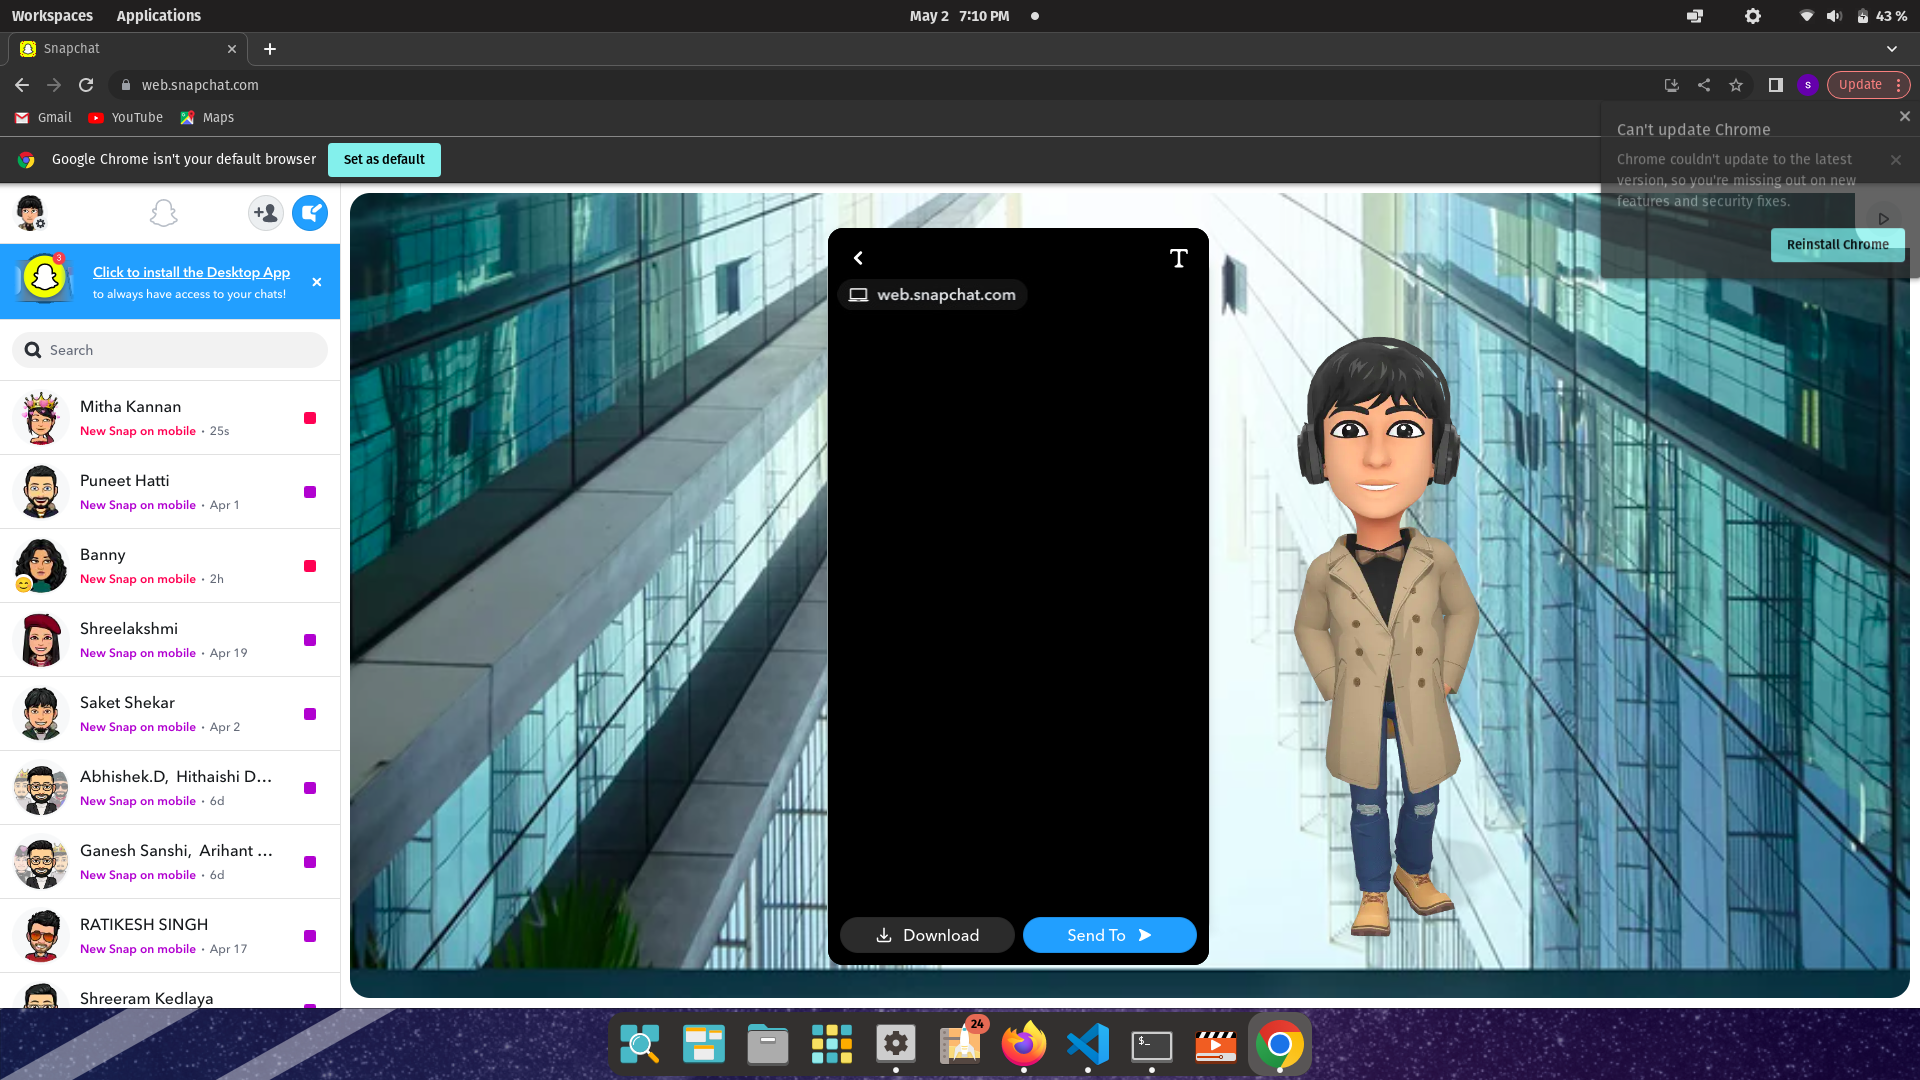 Workspaces Applications May 2 7:10 PM 43 %
Snapchat
web.snapchat.com S Update
Gmail YouTube Maps
Google Chrome isn't your default browser Set as default
Can't update Chrome
Chrome couldn't update to the latest
version, so you're missing out on new
features and security fixes.
Reinstall Chrome
3
Click to install the Desktop App
to always have access to your chats!
Search
Mitha Kannan
New Snap on mobile · 25s
Puneet Hatti
New Snap on mobile · Apr 1
Banny
New Snap on mobile · 2h
Shreelakshmi
New Snap on mobile · Apr 19
Saket Shekar
New Snap on mobile · Apr 2
Abhishek.D, Hithaishi D...
New Snap on mobile · 6d
Ganesh Sanshi, Arihant ...
New Snap on mobile · 6d
RATIKESH SINGH
New Snap on mobile · Apr 17
Shreeram Kedlaya
T
web.snapchat.com
Download Send To
24
$_